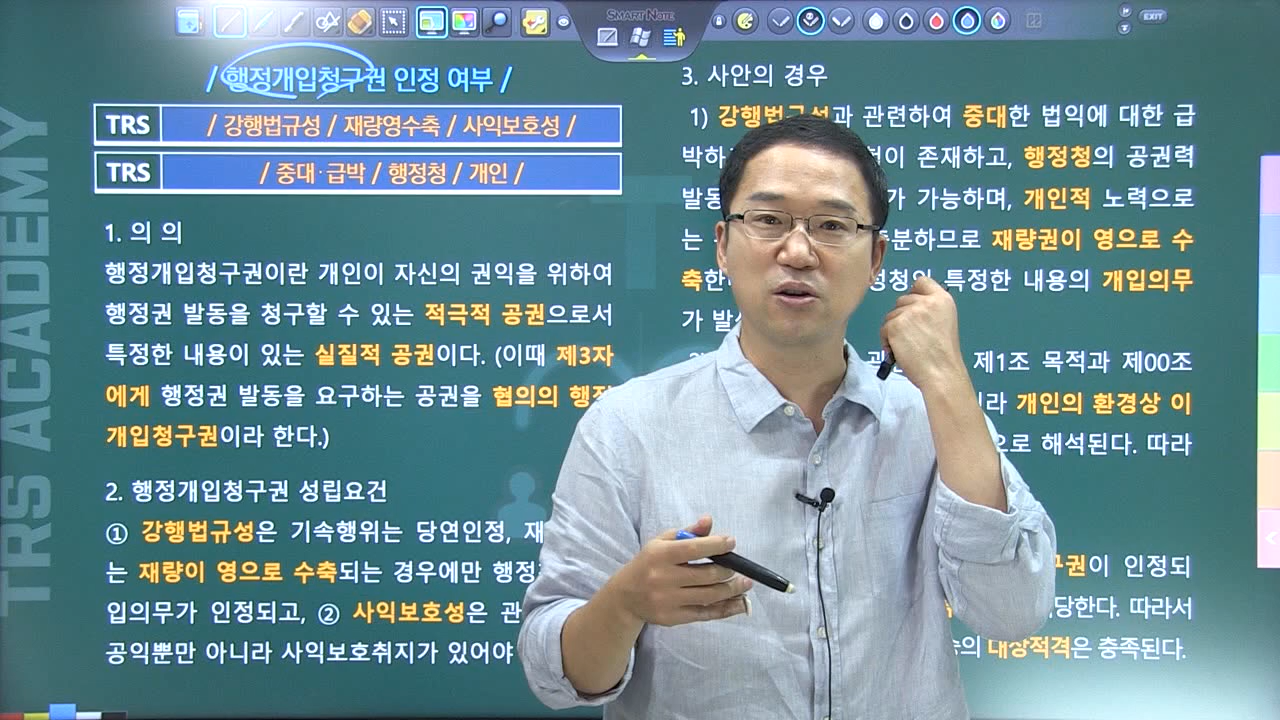 SMARTNOTE
EXIT
/ 행정개입청구권 인정 여부 /
TRS / 강행법규성 / 재량영수축 / 사익보호성 /
TRS / 중대·급박 / 행정청 / 개인 /
1. 의 의
행정개입청구권이란 개인이 자신의 권익을 위하여
행정권 발동을 청구할 수 있는 적극적 공권으로서
특정한 내용이 있는 실질적 공권이다. (이때 제3자
에게 행정권 발동을 요구하는 공권을 협의의 행정
개입청구권이라 한다.)
2. 행정개입청구권 성립요건
① 강행법규성은 기속행위는 당연인정, 재
는 재량이 영으로 수축되는 경우에만 행정
입의무가 인정되고, ② 사익보호성은 관
공익뿐만 아니라 사익보호취지가 있어야
3. 사안의 경우
1) 강행법규성과 관련하여 중대한 법익에 대한 급
박하 이 존재하고, 행정청의 공권력
발동 가 가능하며, 개인적 노력으로
는 분하므로 재량권이 영으로 수
축한 특정한 내용의 개입의무
가 발
제1조 목적과 제00조
라 개인의 환경상 이
으로 해석된다. 따라
구권이 인정되
당한다. 따라서
의 대상적격은 충족된다.
TRS ACADEMY